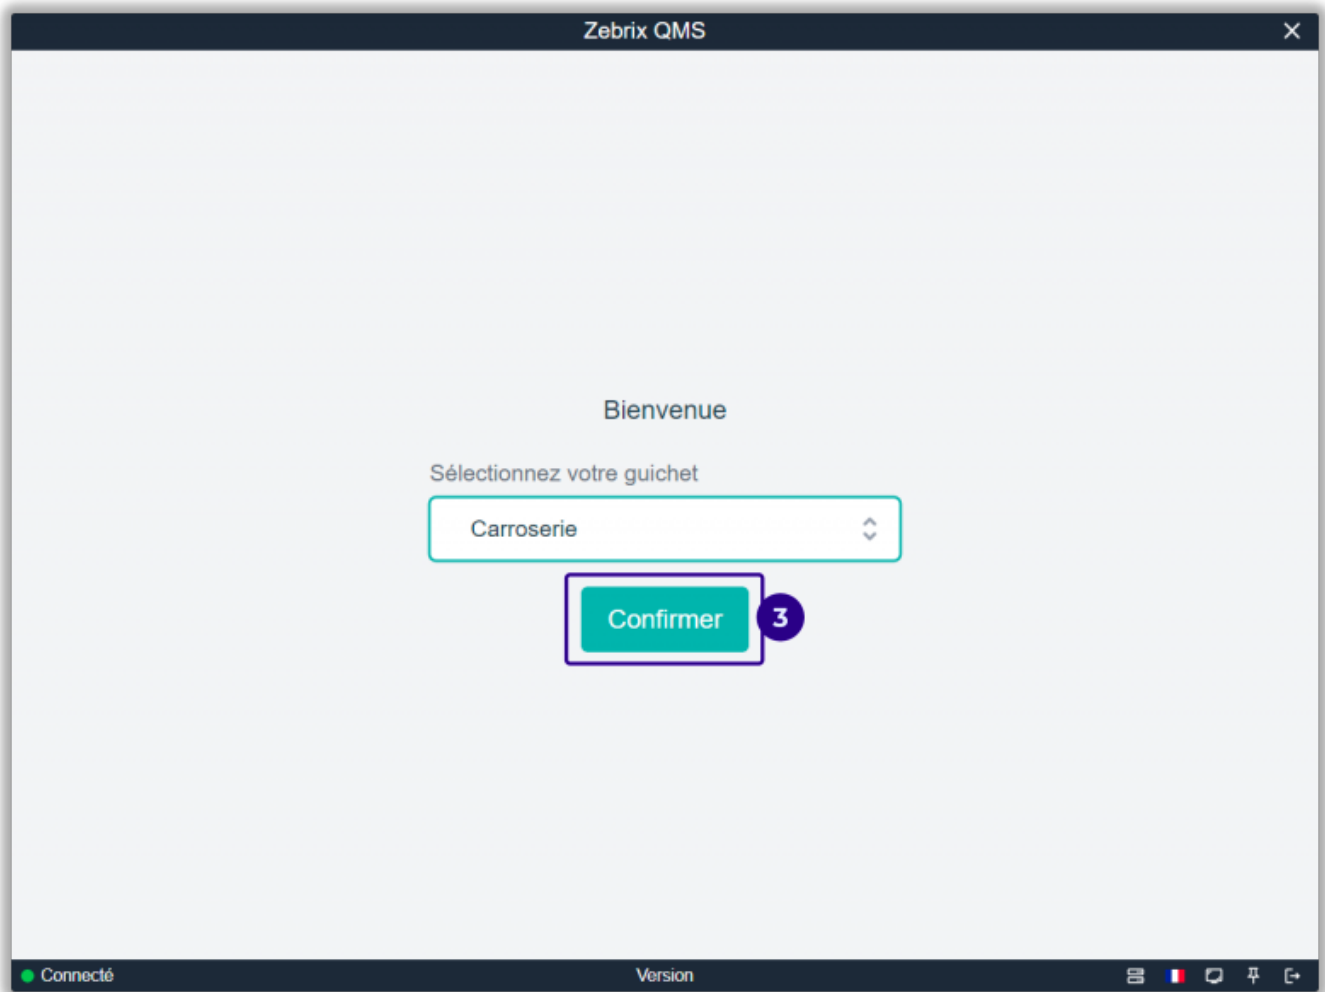 Zebrix QMS
Bienvenue
Sélectionnez votre guichet
Carroserie
Confirmer
3
Connecté
Version